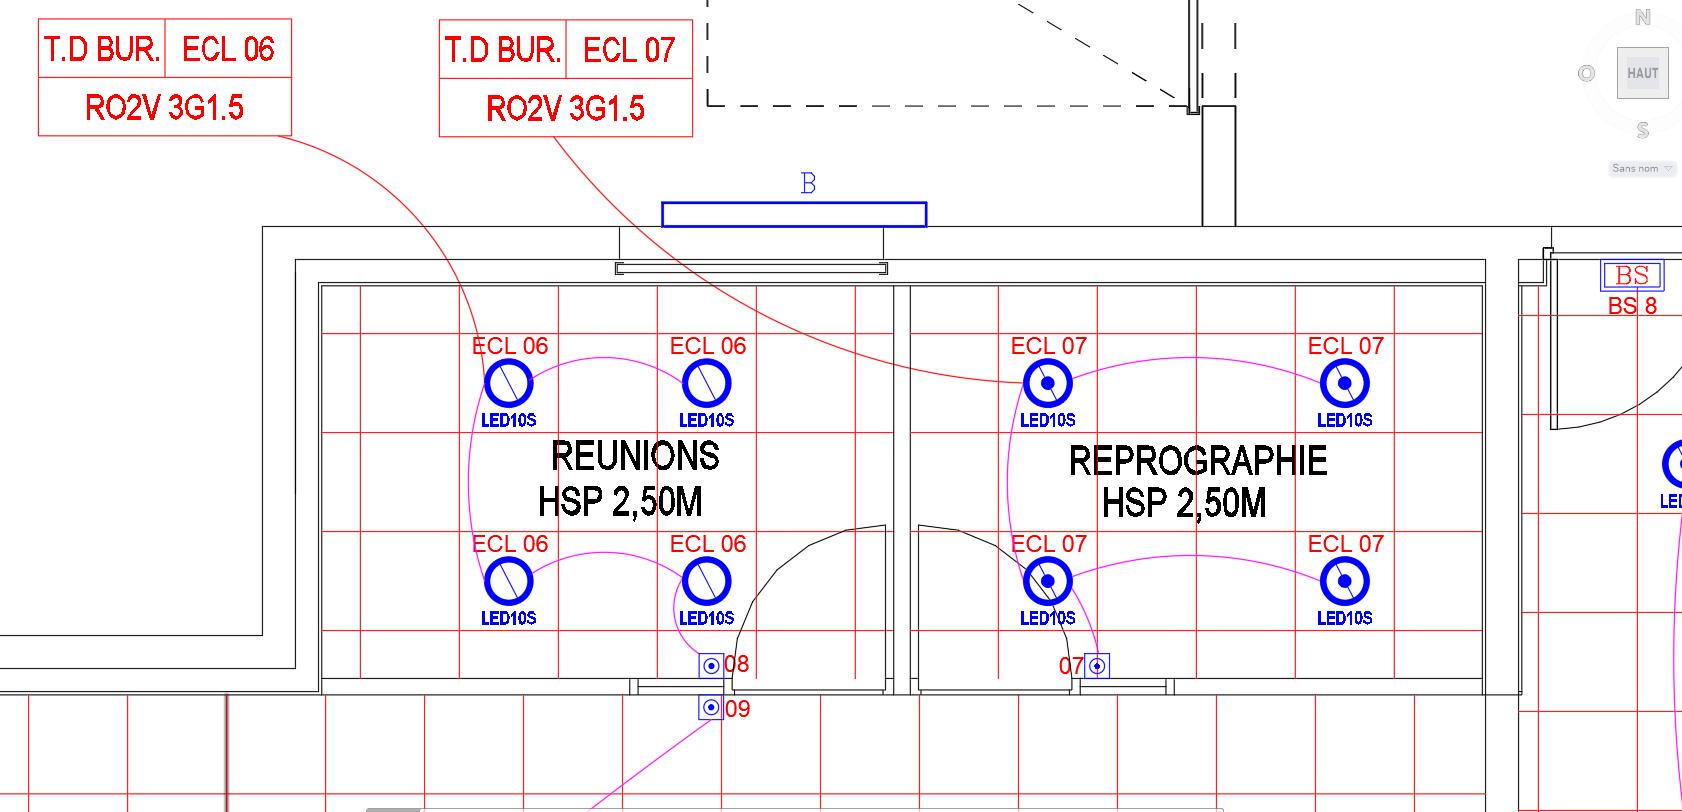 T.D BUR. ECL 06
RO2V 3G1.5
T.D BUR. ECL 07
RO2V 3G1.5
N
O
HAUT
S
Sans nom
B
BS
BS 8
ECL 06
ECL 06
ECL 07
ECL 07
LED10S
LED10S
LED10S
LED10S
REUNIONS
HSP 2,50M
REPROGRAPHIE
HSP 2,50M
LED
ECL 06
ECL 06
ECL 07
ECL 07
LED10S
LED10S
LED10S
LED10S
08
07
09